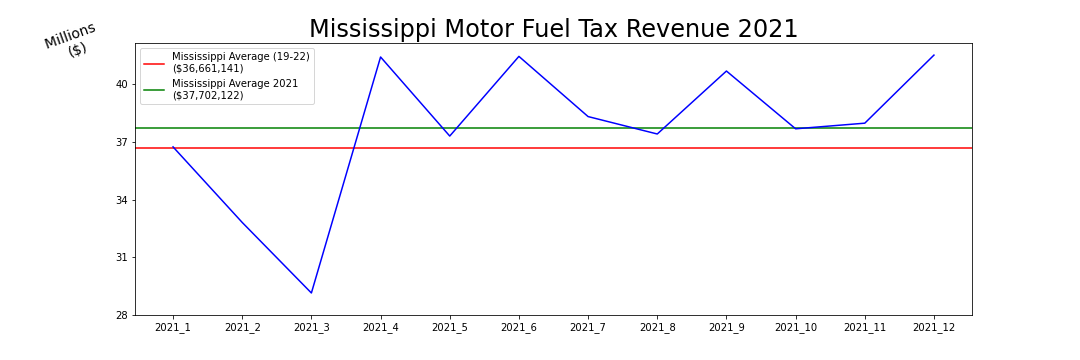 Millions
($)
Mississippi Motor Fuel Tax Revenue 2021
Mississippi Average (19-22)
($36,661,141)
Mississippi Average 2021
($37,702,122)
40
37
34
31
28
2021_1 2021_2 2021_3 2021_4 2021_5 2021_6 2021_7 2021_8 2021_9 2021_10 2021_11 2021_12